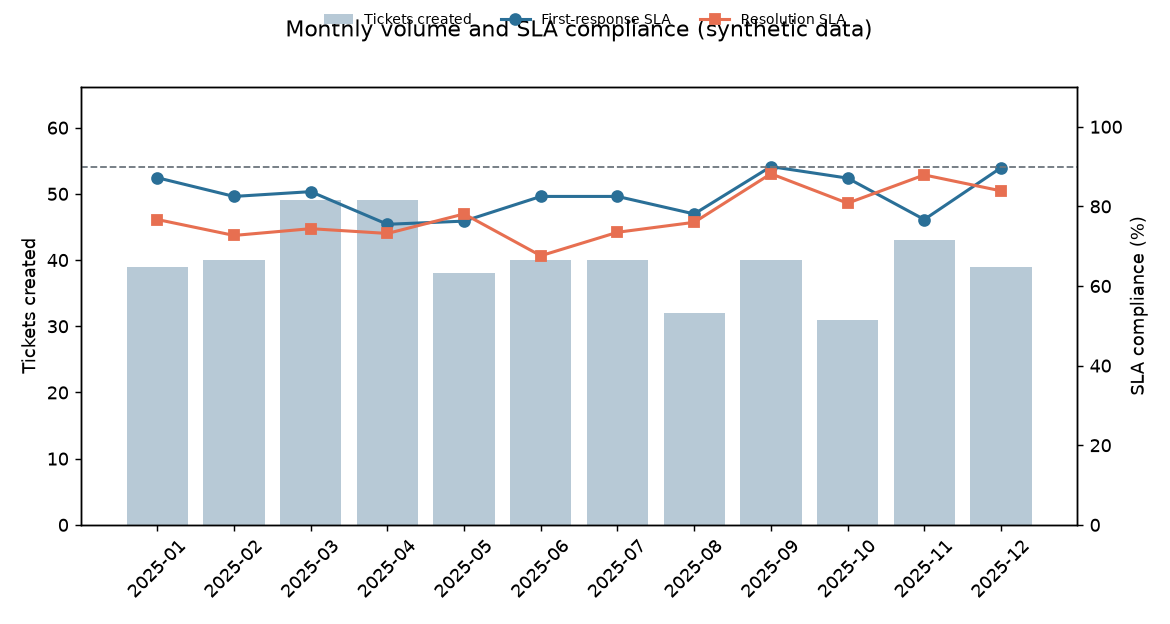 Tickets created First-response SLA Resolution SLA
Monthly volume and SLA compliance (synthetic data)
Tickets created
60
50
40
30
20
10
0
100
80
60
40
20
0
SLA compliance (%)
2025-01 2025-02 2025-03 2025-04 2025-05 2025-06 2025-07 2025-08 2025-09 2025-10 2025-11 2025-12